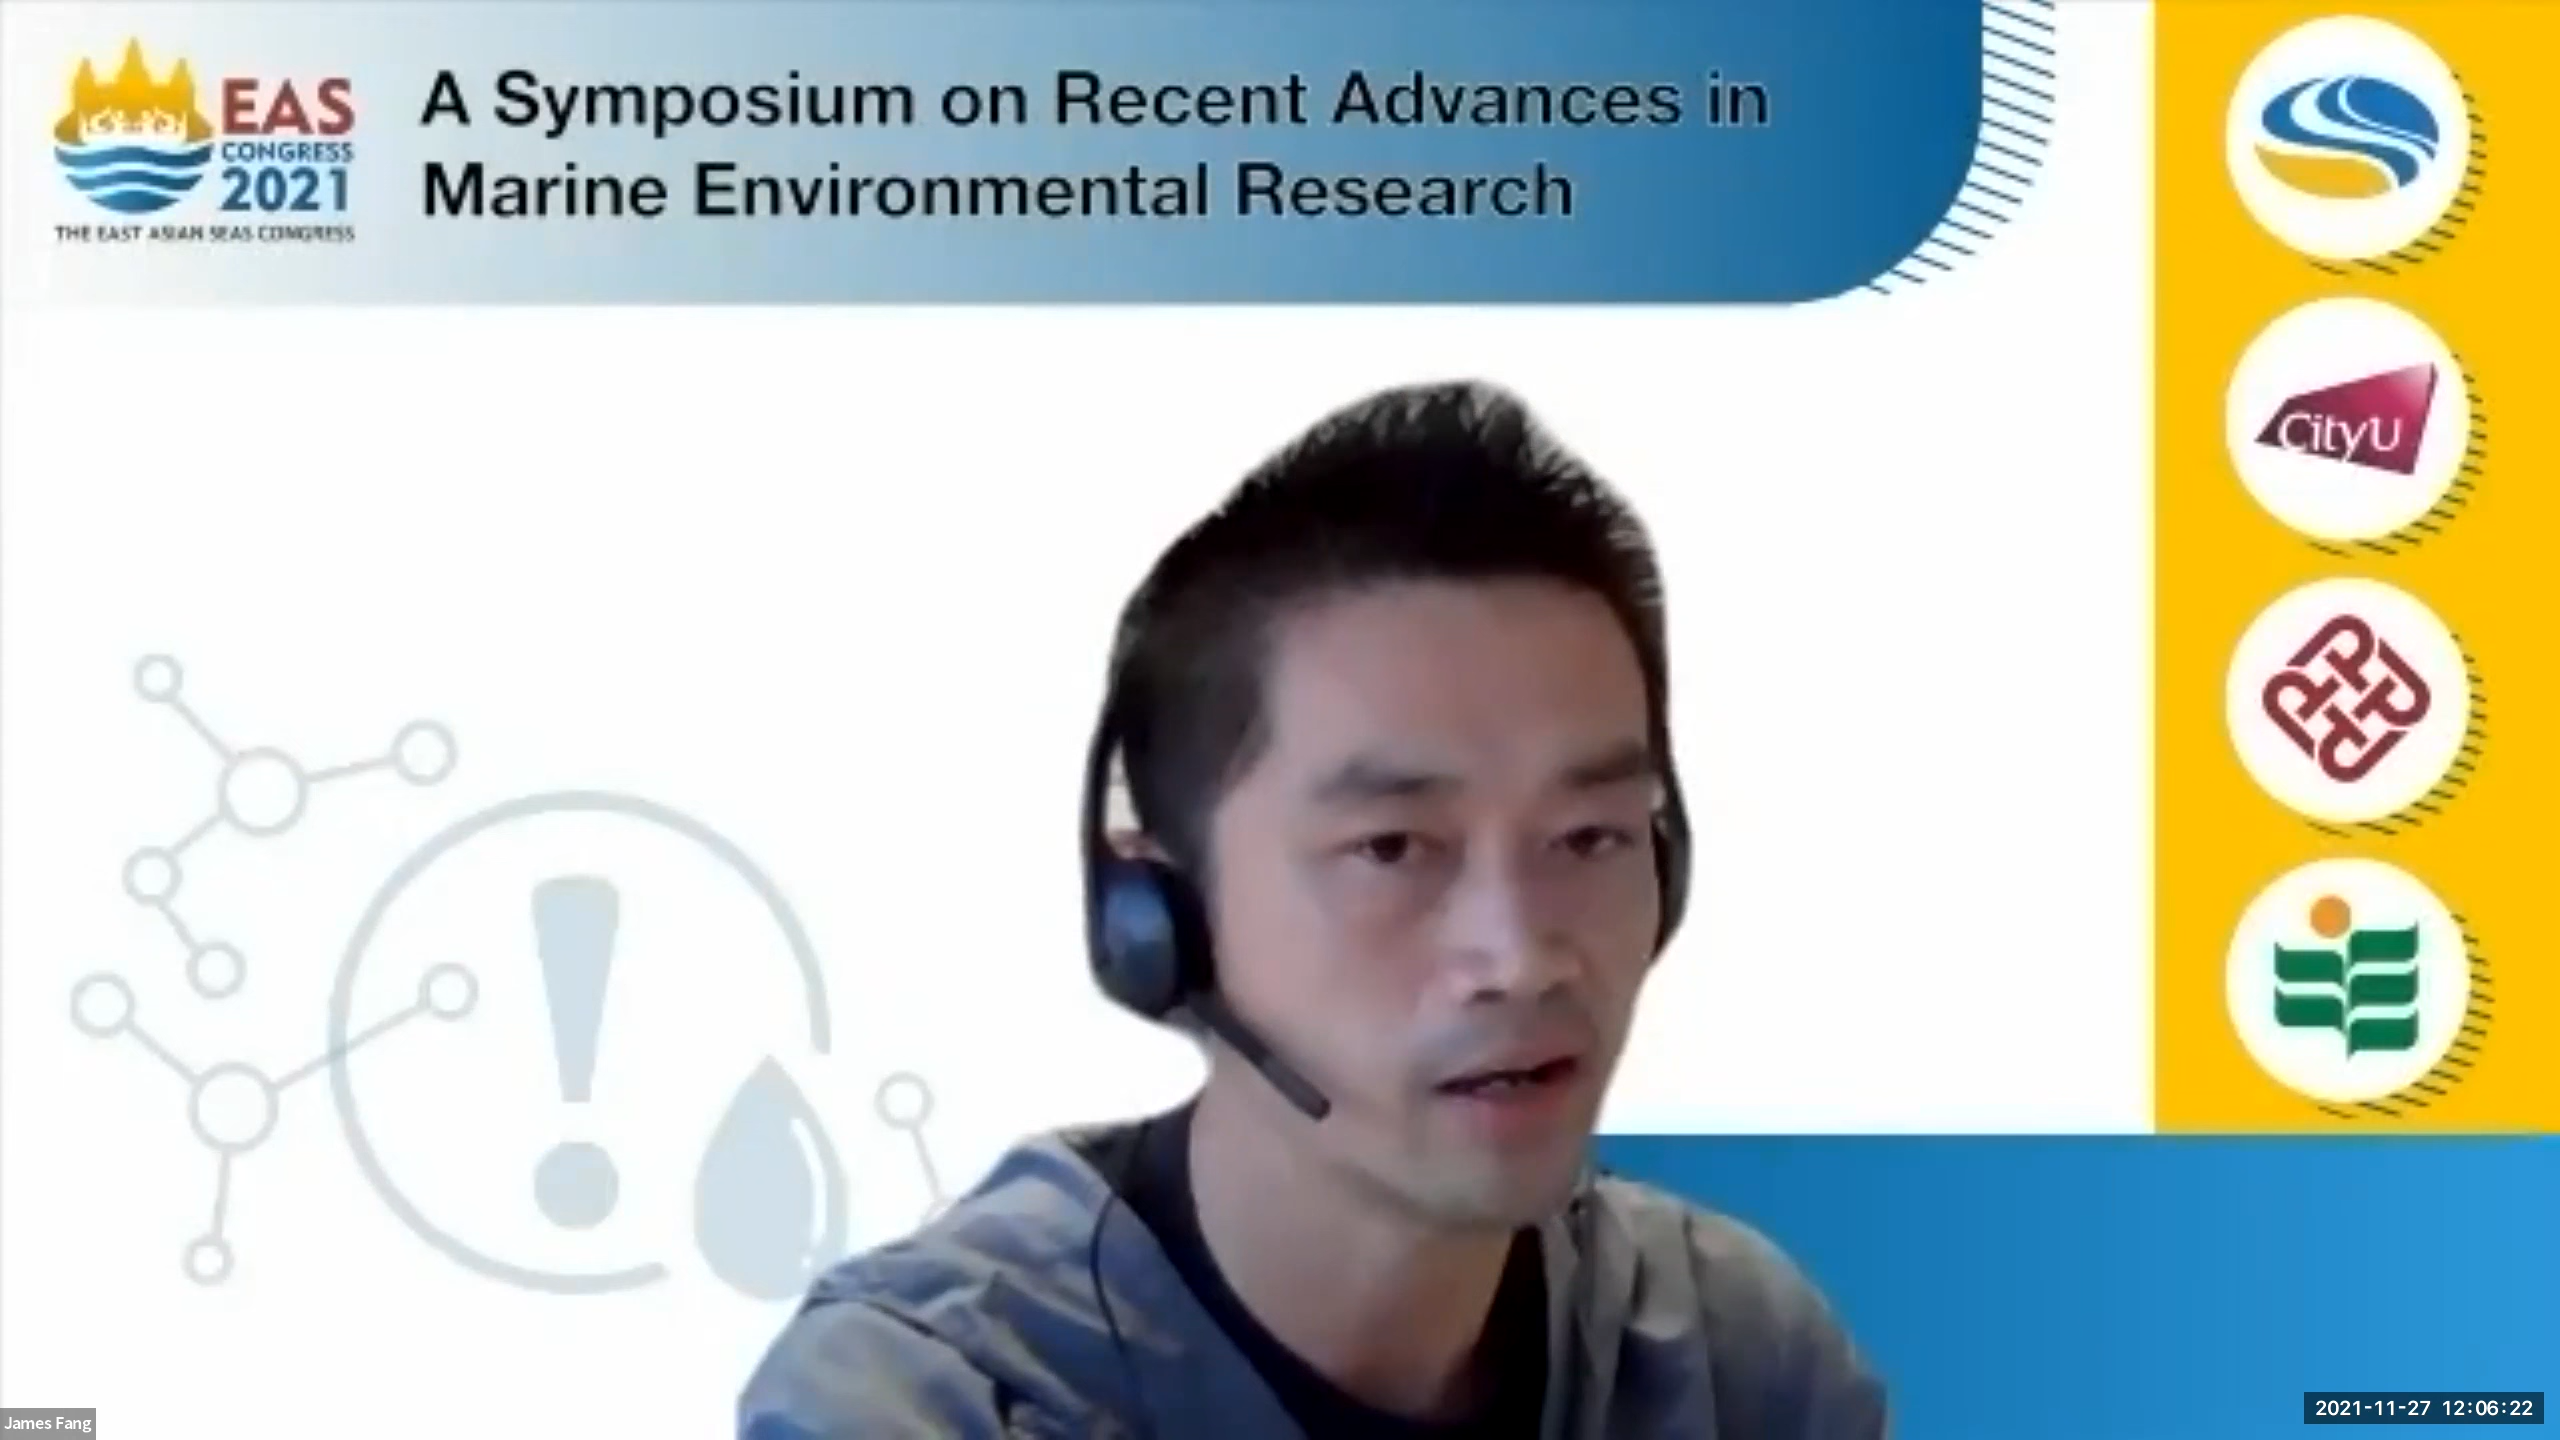 EAS
CONGRESS
2021
THE EAST ASIAN SEAS CONGRESS
A Symposium on Recent Advances in
Marine Environmental Research
CityU
James Fang
2021-11-27 12:06:22